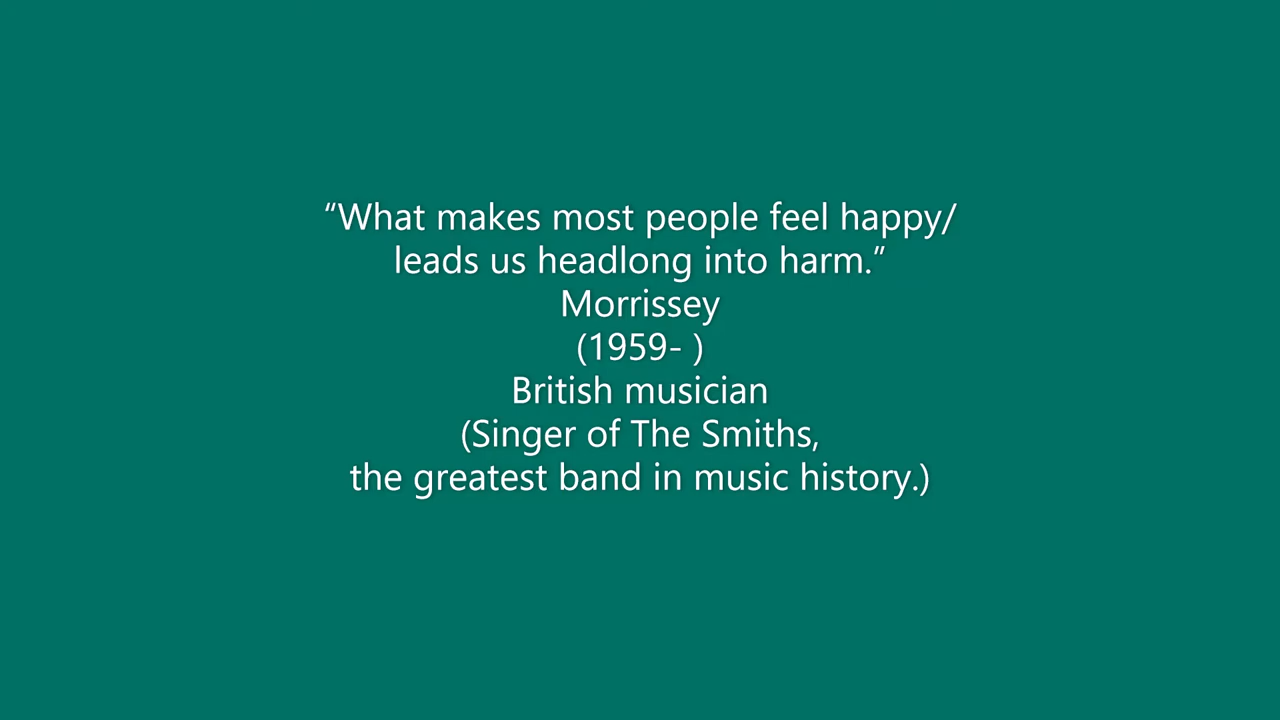 “What makes most people feel happy/
leads us headlong into harm.”
Morrissey
(1959- )
British musician
(Singer of The Smiths,
the greatest band in music history.)